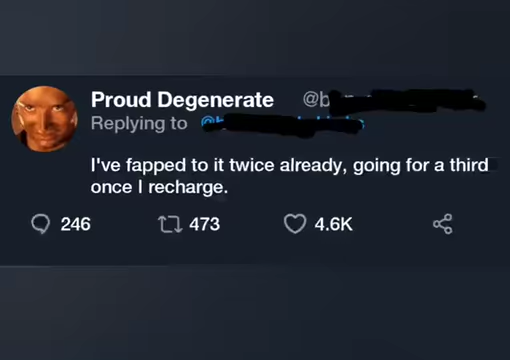 Proud Degenerate
Replying to
I've fapped to it twice already, going for a third
once I recharge.
246 473 4.6K